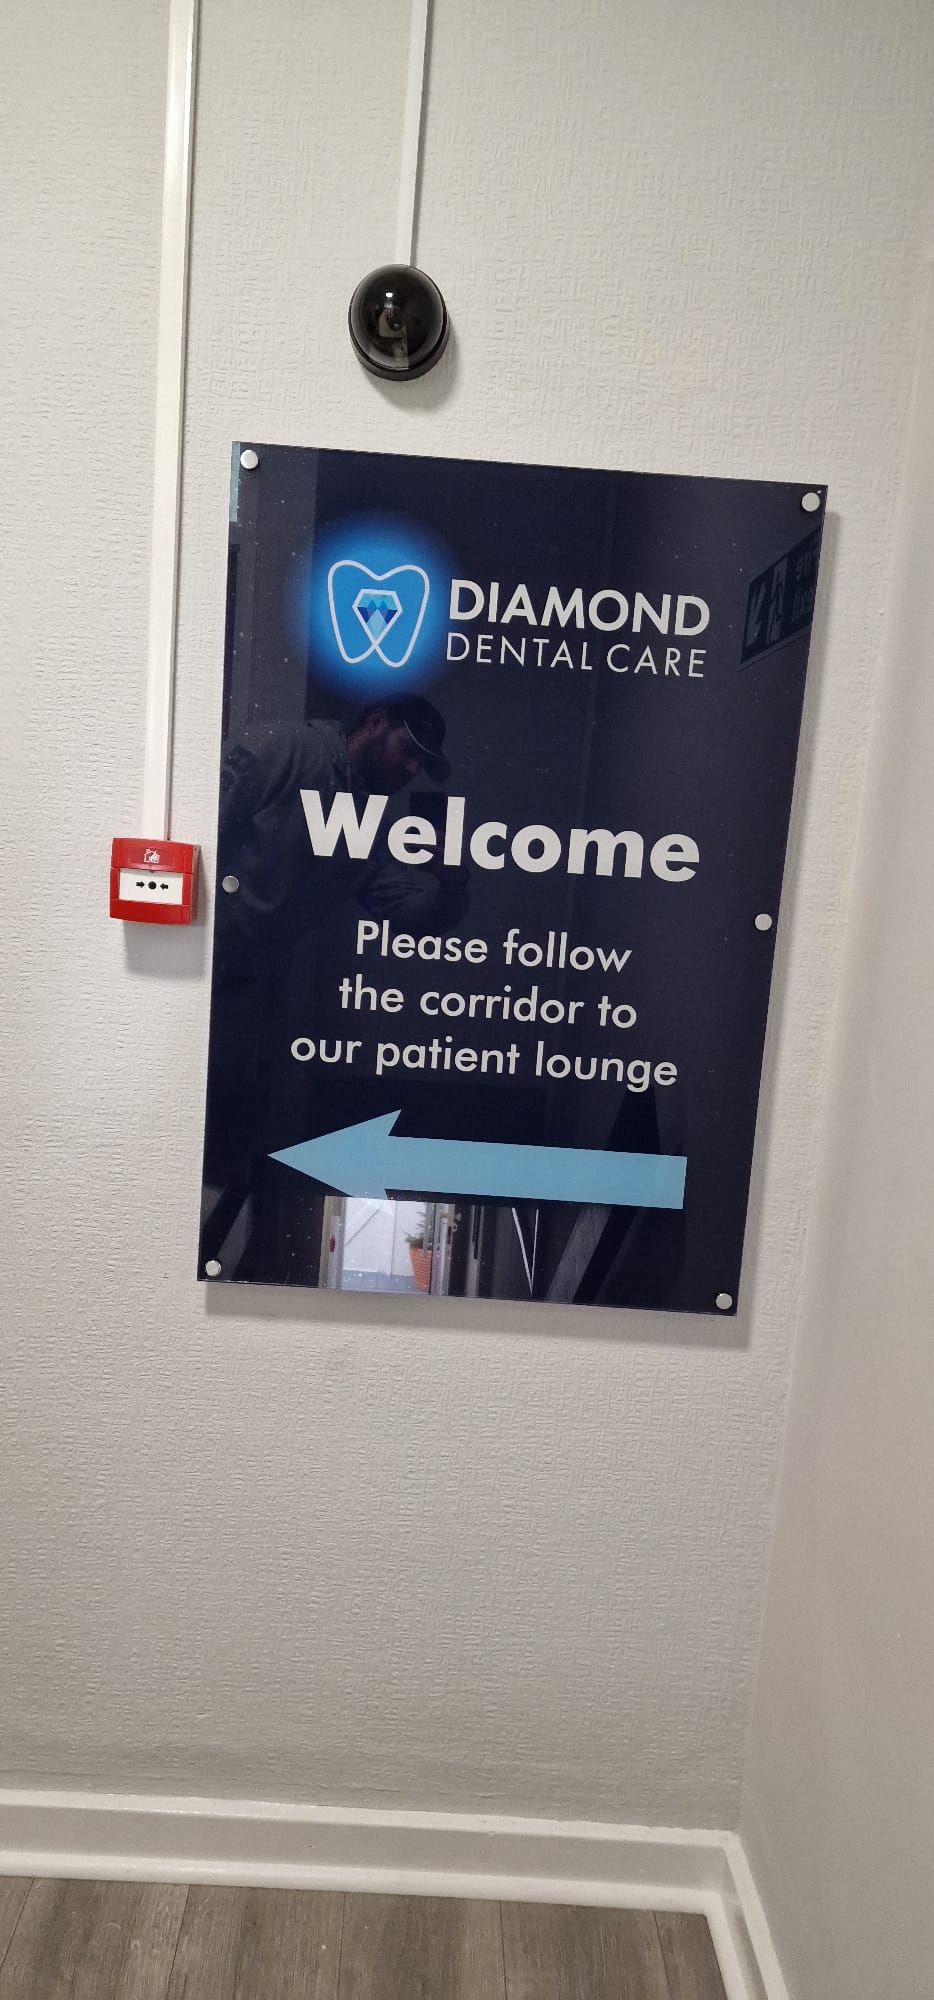 DIAMOND
DENTAL CARE
Welcome
Please follow
the corridor to
our patient lounge